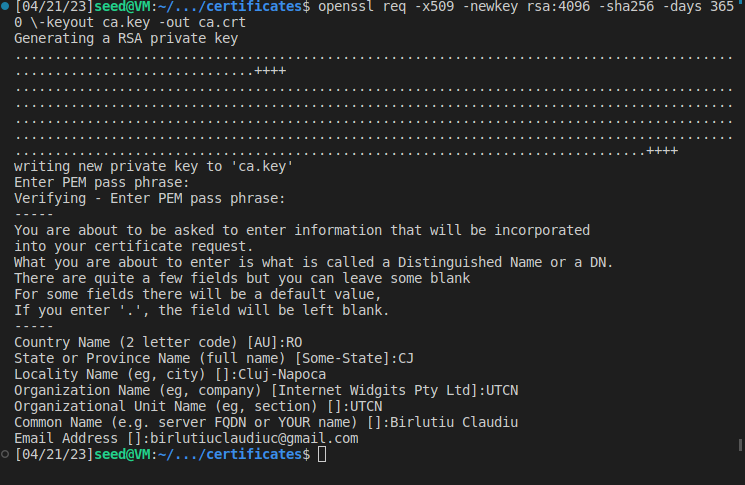 [04/21/23]seed@VM:~/.../certificates$ openssl req -x509 -newkey rsa:4096 -sha256 -days 365
0 \-keyout ca.key -out ca.crt
Generating a RSA private key
..........................................................................................
..............................++++
..........................................................................................
..........................................................................................
..........................................................................................
..........................................................................................
...............................................................................++++
writing new private key to 'ca.key'
Enter PEM pass phrase:
Verifying - Enter PEM pass phrase:
-----
You are about to be asked to enter information that will be incorporated
into your certificate request.
What you are about to enter is what is called a Distinguished Name or a DN.
There are quite a few fields but you can leave some blank
For some fields there will be a default value,
If you enter '.', the field will be left blank.
-----
Country Name (2 letter code) [AU]:RO
State or Province Name (full name) [Some-State]:CJ
Locality Name (eg, city) []:Cluj-Napoca
Organization Name (eg, company) [Internet Widgits Pty Ltd]:UTCN
Organizational Unit Name (eg, section) []:UTCN
Common Name (e.g. server FQDN or YOUR name) []:Birlutiu Claudiu
Email Address []:birlutiuclaudiuc@gmail.com
[04/21/23]seed@VM:~/.../certificates$